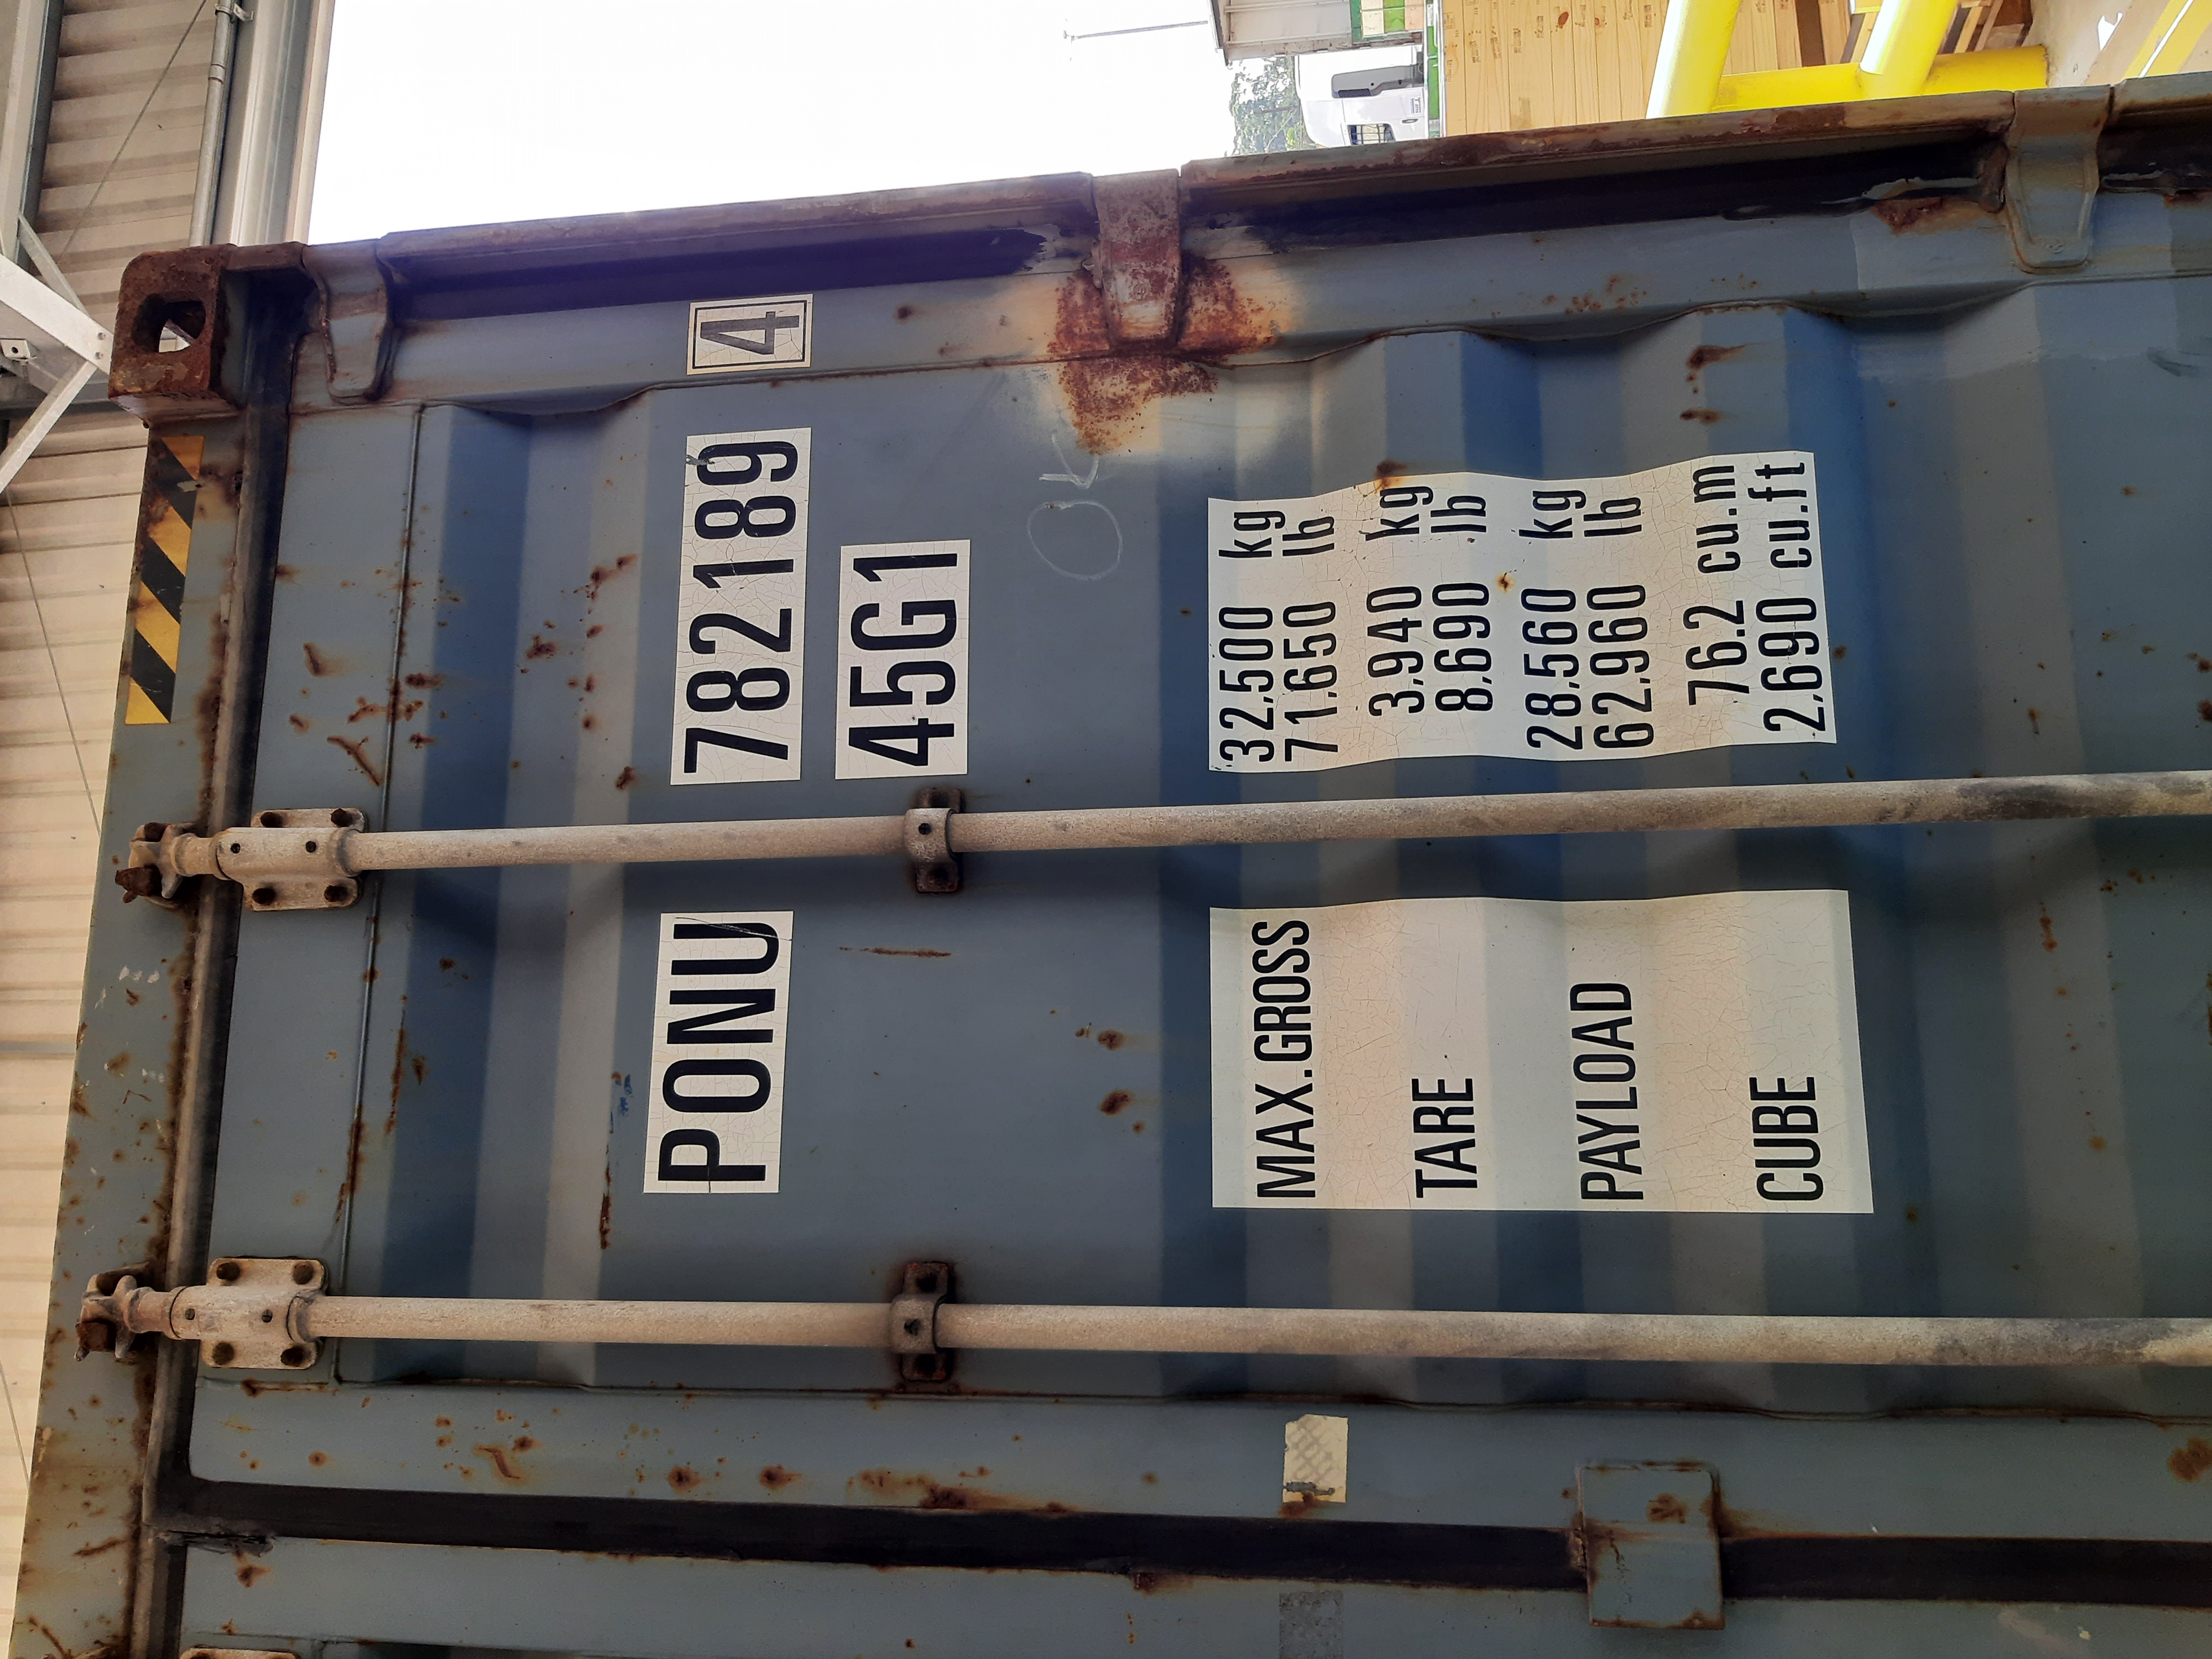 PONU 782189 4
45G1
OK
MAX.GROSS 32,500 kg
71,650 lb
TARE 3,940 kg
8,690 lb
PAYLOAD 28,560 kg
62,960 lb
CUBE 76.2 cu.m
2,690 cu.ft